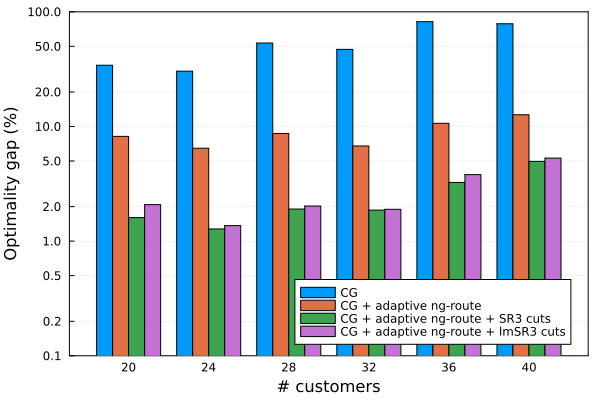 100.0
50.0
20.0
10.0
5.0
2.0
1.0
0.5
0.2
0.1
Optimality gap (%)
20 24 28 32 36 40
# customers
CG
CG + adaptive ng-route
CG + adaptive ng-route + SR3 cuts
CG + adaptive ng-route + lmSR3 cuts